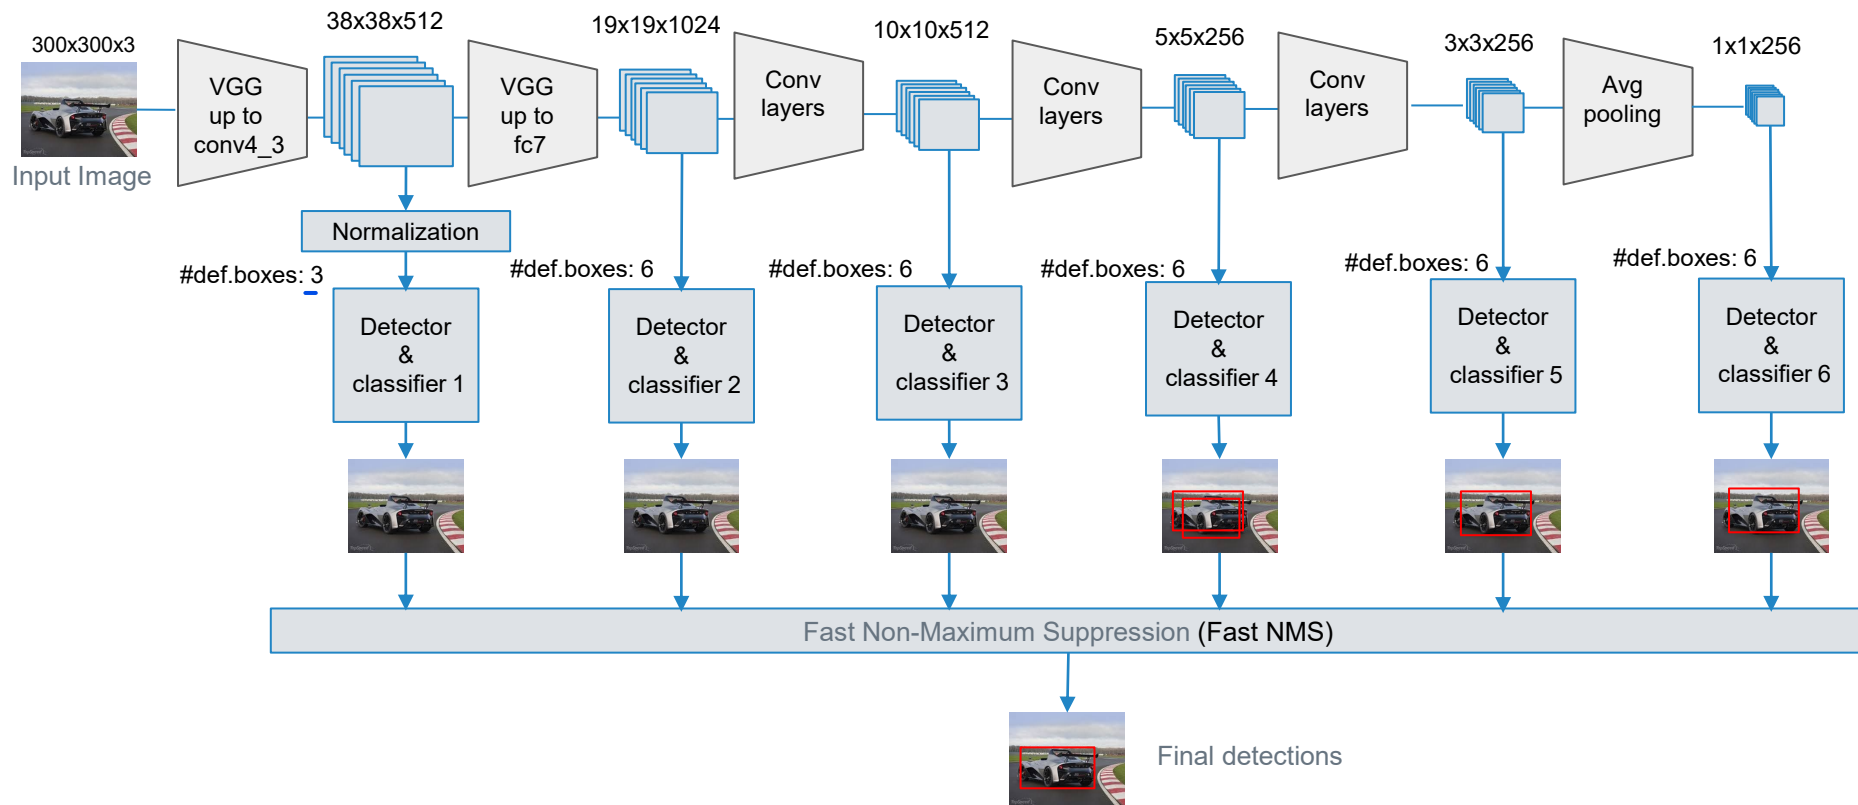 300x300x3
38x38x512
19x19x1024
10x10x512
5x5x256
3x3x256
1x1x256
Input Image
VGG
up to
conv4_3
VGG
up to
fc7
Conv
layers
Conv
layers
Conv
layers
Avg
pooling
Normalization
#def.boxes: 3
#def.boxes: 6
#def.boxes: 6
#def.boxes: 6
#def.boxes: 6
#def.boxes: 6
Detector
&
classifier 1
Detector
&
classifier 2
Detector
&
classifier 3
Detector
&
classifier 4
Detector
&
classifier 5
Detector
&
classifier 6
Fast Non-Maximum Suppression (Fast NMS)
Final detections